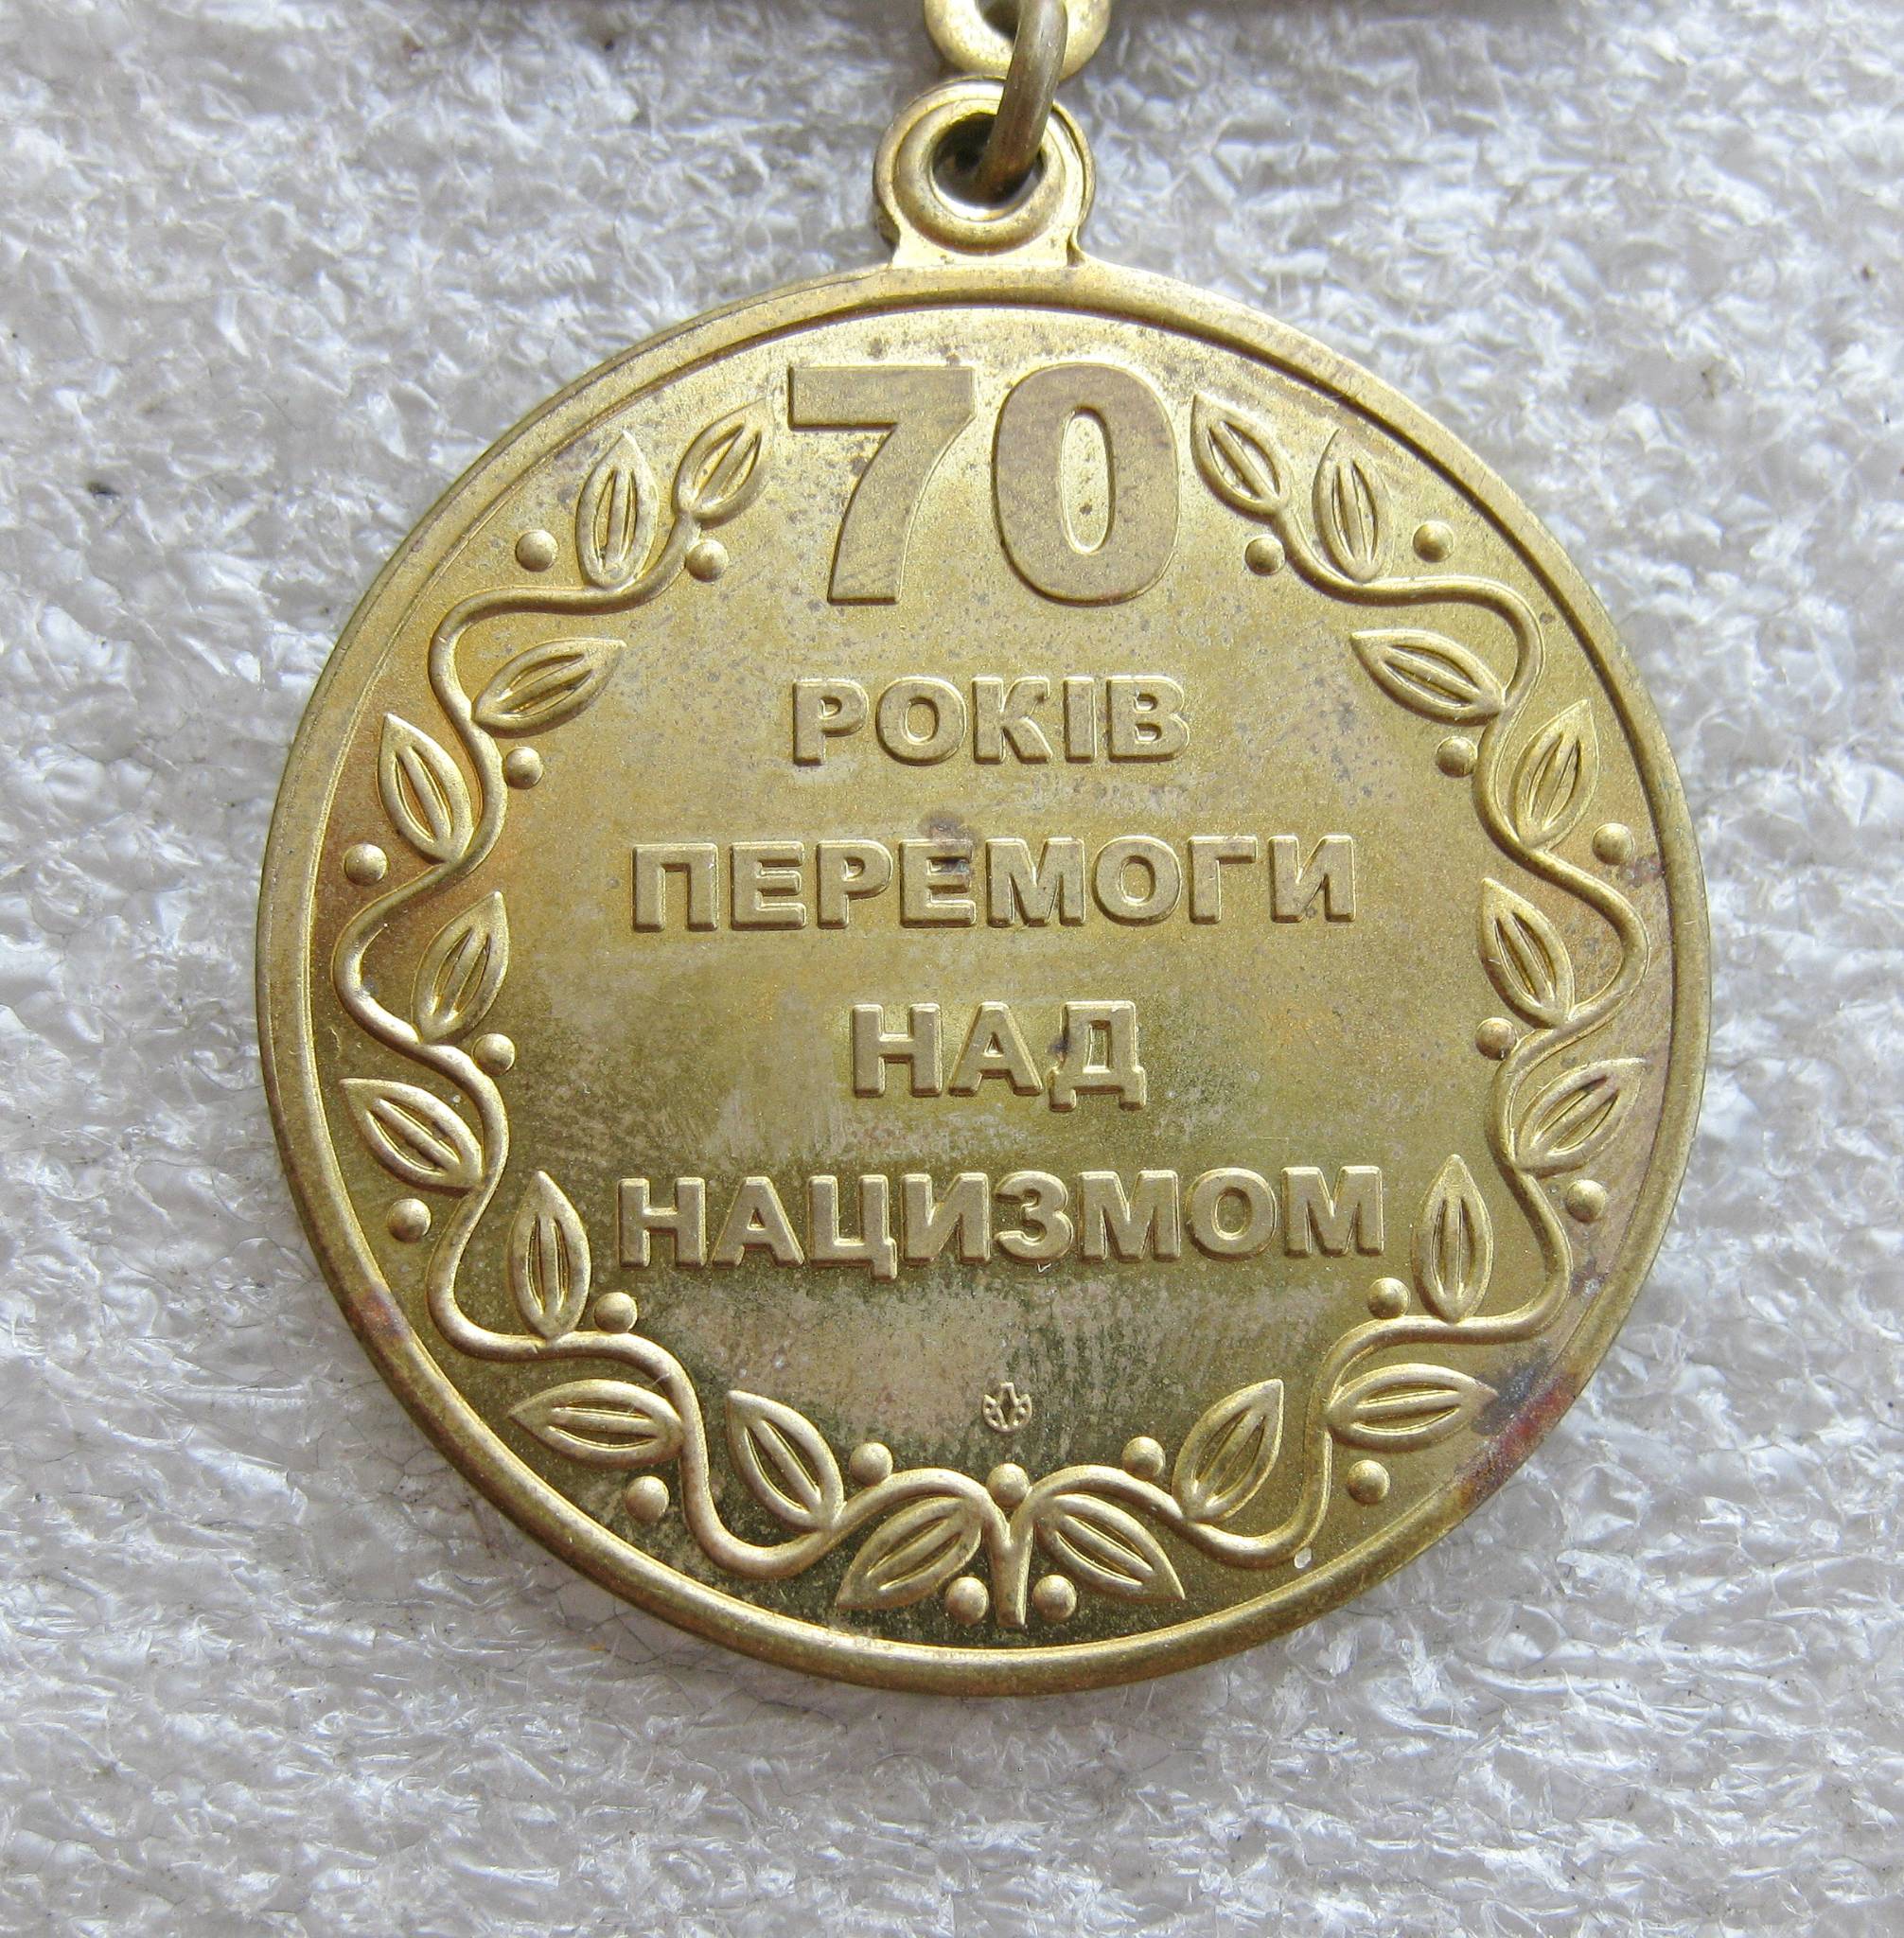 70
РОКІВ
ПЕРЕМОГИ
НАД
НАЦИЗМОМ